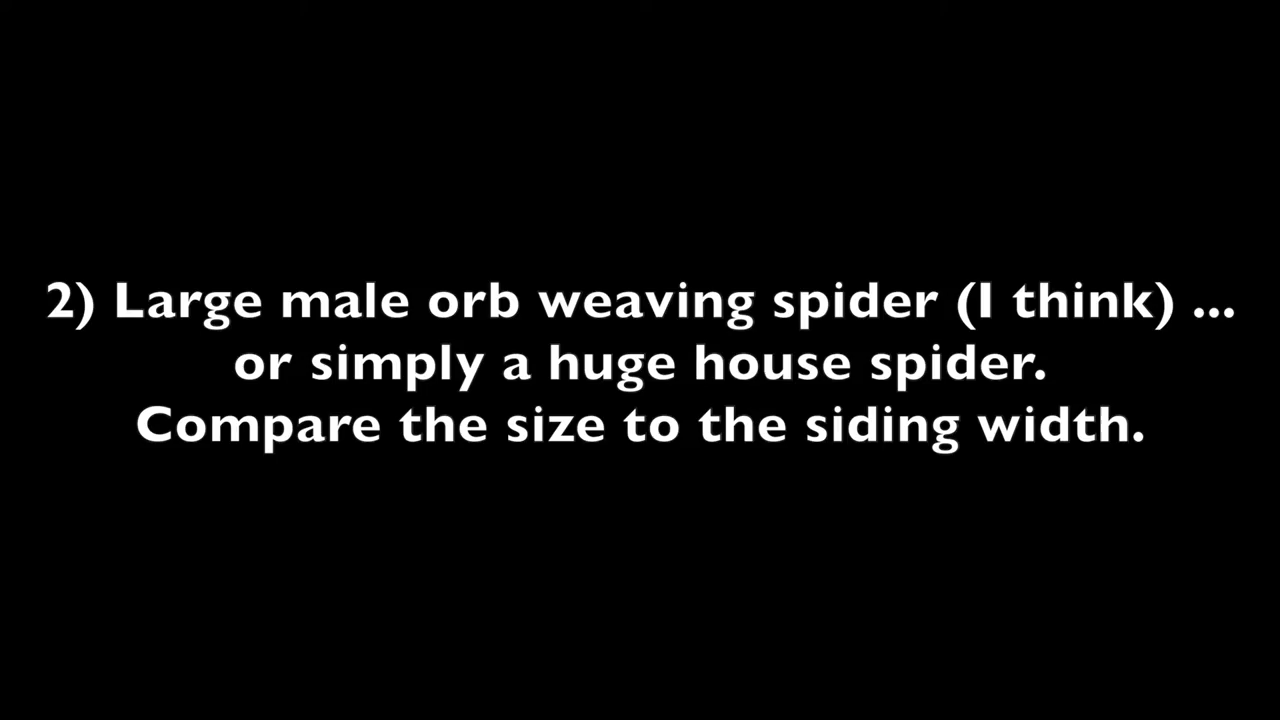 2) Large male orb weaving spider (I think) ...
or simply a huge house spider.
Compare the size to the siding width.